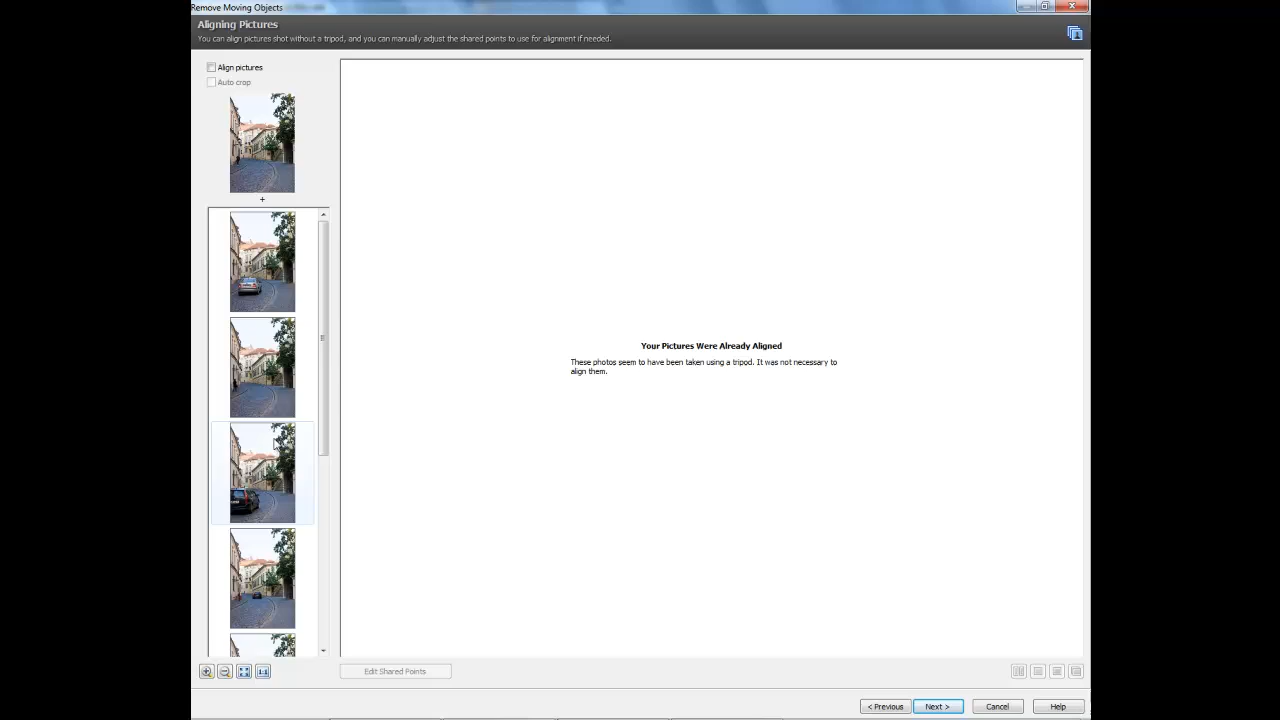 Remove Moving Objects
Aligning Pictures
You can align pictures shot without a tripod, and you can manually adjust the shared points to use for alignment if needed.
Align pictures
Auto crop
+
Your Pictures Were Already Aligned
These photos seem to have been taken using a tripod. It was not necessary to
align them.
Edit Shared Points
< Previous
Next >
Cancel
Help